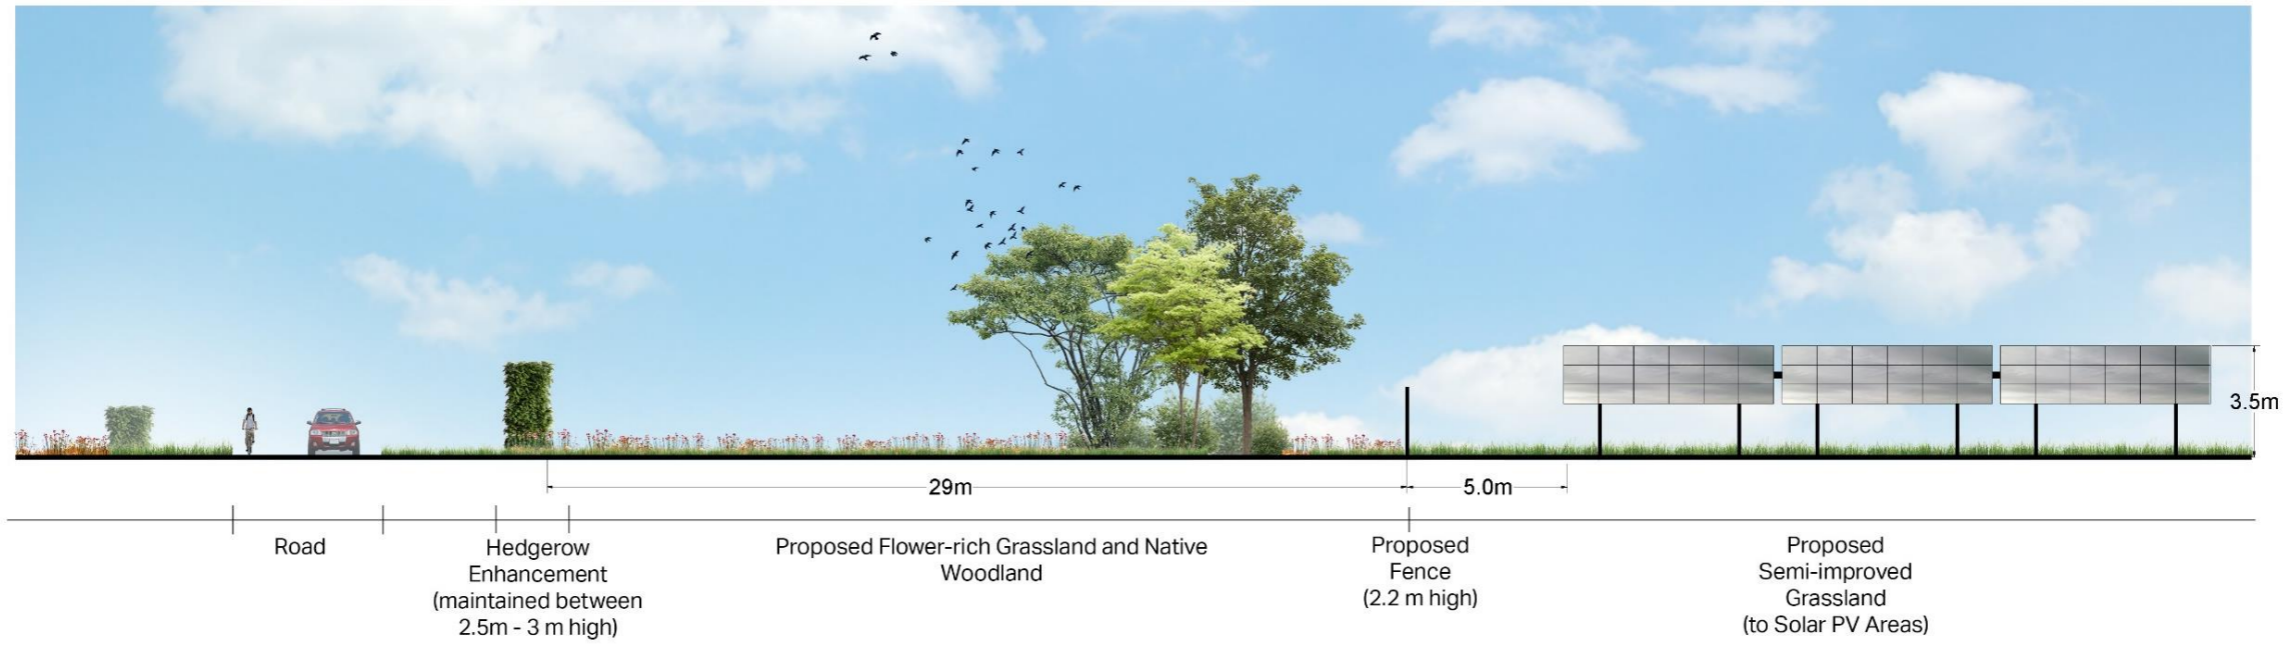 3.5m
29m
5.0m
Road
Hedgerow
Enhancement
(maintained between
2.5m - 3 m high)
Proposed Flower-rich Grassland and Native
Woodland
Proposed
Fence
(2.2 m high)
Proposed
Semi-improved
Grassland
(to Solar PV Areas)